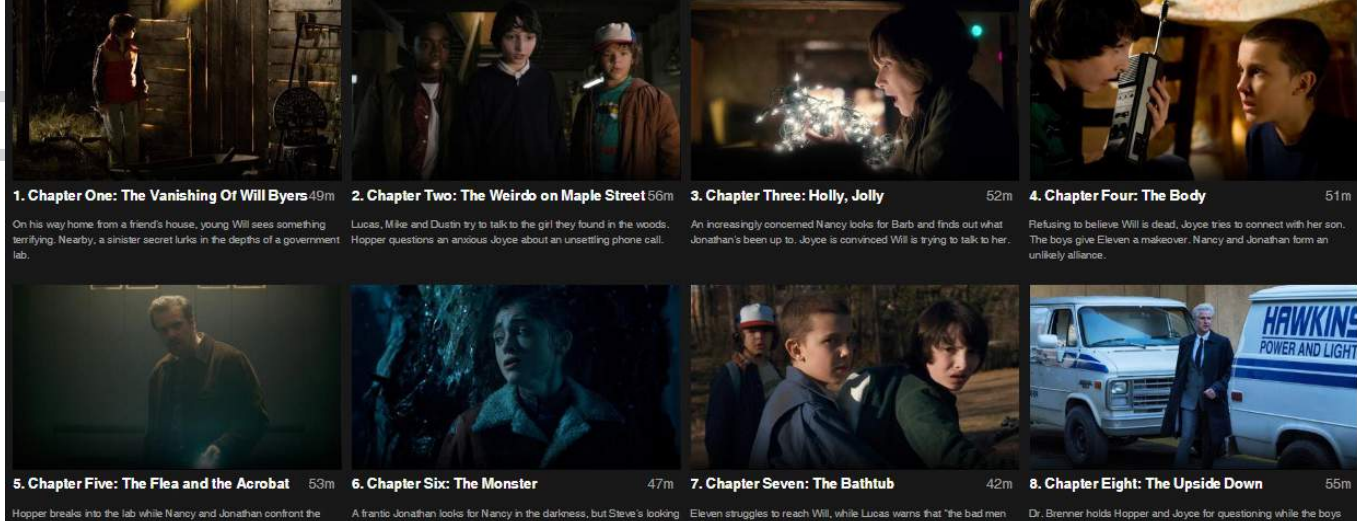 1. Chapter One: The Vanishing Of Will Byers 49m
On his way home from a friend's house, young Will sees something
terrifying. Nearby, a sinister secret lurks in the depths of a government
lab.
2. Chapter Two: The Weirdo on Maple Street 56m
Lucas, Mike and Dustin try to talk to the girl they found in the woods.
Hopper questions an anxious Joyce about an unsettling phone call.
3. Chapter Three: Holly, Jolly 52m
An increasingly concerned Nancy looks for Barb and finds out what
Jonathan's been up to. Joyce is convinced Will is trying to talk to her.
4. Chapter Four: The Body 51m
Refusing to believe Will is dead, Joyce tries to connect with her son.
The boys give Eleven a makeover. Nancy and Jonathan form an
unlikely alliance.
HAWKINS
POWER AND LIGHT
5. Chapter Five: The Flea and the Acrobat 53m
Hopper breaks into the lab while Nancy and Jonathan confront the
6. Chapter Six: The Monster 47m
A frantic Jonathan looks for Nancy in the darkness, but Steve's looking
7. Chapter Seven: The Bathtub 42m
Eleven struggles to reach Will, while Lucas warns that "the bad men
8. Chapter Eight: The Upside Down 55m
Dr. Brenner holds Hopper and Joyce for questioning while the boys